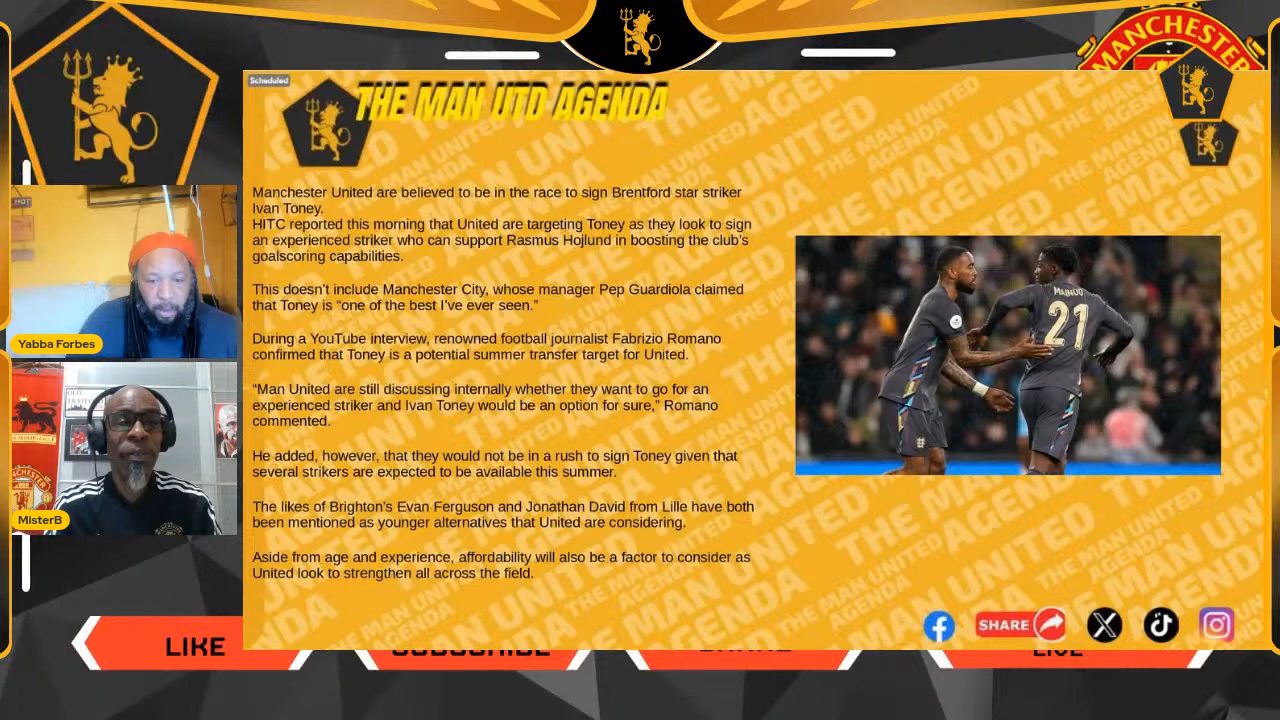 MANCHESTER
Scheduled
THE MAN UTD AGENDA
Manchester United are believed to be in the race to sign Brentford star striker
Ivan Toney.
HITC reported this morning that United are targeting Toney as they look to sign
an experienced striker who can support Rasmus Hojlund in boosting the club's
goalscoring capabilities.
This doesn't include Manchester City, whose manager Pep Guardiola claimed
that Toney is “one of the best I've ever seen.”
During a YouTube interview, renowned football journalist Fabrizio Romano
confirmed that Toney is a potential summer transfer target for United.
“Man United are still discussing internally whether they want to go for an
experienced striker and Ivan Toney would be an option for sure,” Romano
commented.
He added, however, that they would not be in a rush to sign Toney given that
several strikers are expected to be available this summer.
The likes of Brighton's Evan Ferguson and Jonathan David from Lille have both
been mentioned as younger alternatives that United are considering.
Aside from age and experience, affordability will also be a factor to consider as
United look to strengthen all across the field.
MAINOO
21
HOT
Yabba Forbes
MisterB
SHARE
LIKE
SUBSCRIBE
LIVE